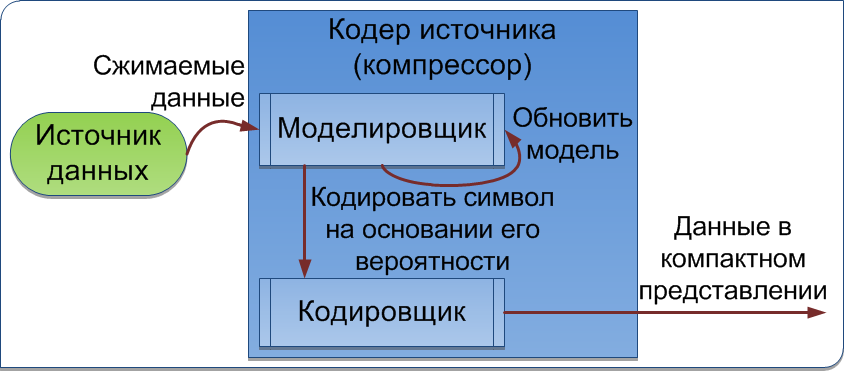 Кодер источника
(компрессор)
Сжимаемые
данные
Источник
данных
Моделировщик
Обновить
модель
Кодировать символ
на основании его
вероятности
Кодировщик
Данные в
компактном
представлении